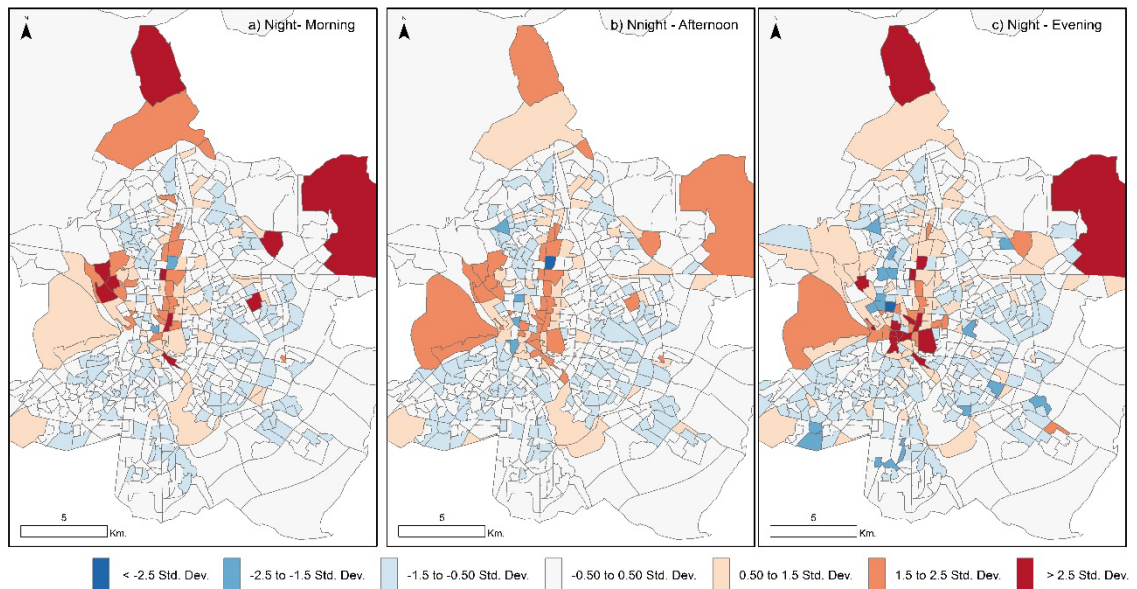 N
a) Night- Morning
N
b) Nnight - Afternoon
N
c) Night - Evening
5
Km.
5
Km.
5
Km.
< -2.5 Std. Dev.
-2.5 to -1.5 Std. Dev.
-1.5 to -0.50 Std. Dev.
-0.50 to 0.50 Std. Dev.
0.50 to 1.5 Std. Dev.
1.5 to 2.5 Std. Dev.
> 2.5 Std. Dev.